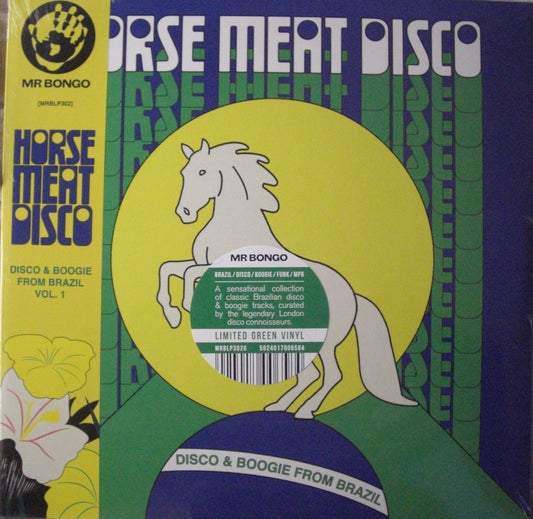 MR BONGO
[MRBLP302]
HORSE
MEAT
DISCO
DISCO & BOOGIE
FROM BRAZIL
VOL. 1
HORSE MEAT DISCO
MR BONGO
BRAZIL / DISCO / BOOGIE / FUNK / MPB
A sensational collection
of classic Brazilian disco
& boogie tracks, curated
by the legendary London
disco connoisseurs.
LIMITED GREEN VINYL
MRBLP302G 5024017006584
DISCO & BOOGIE FROM BRAZIL